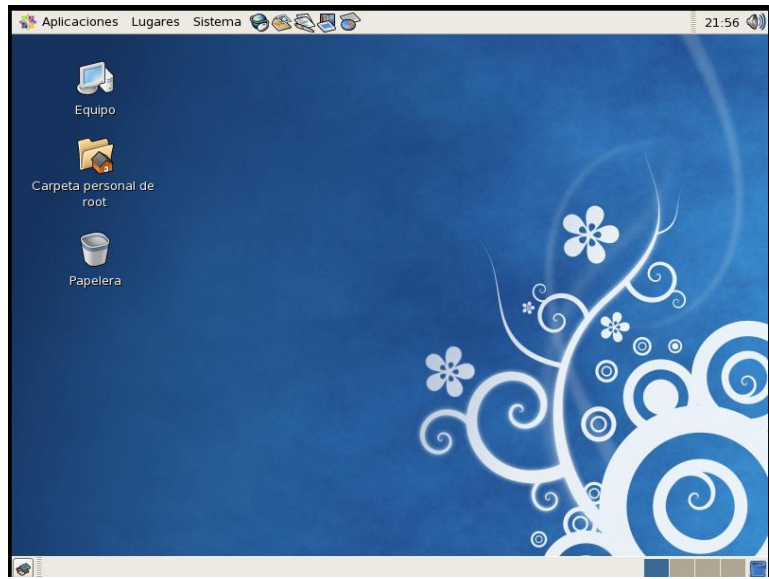 Aplicaciones Lugares Sistema 21:56
Equipo
Carpeta personal de
root
Papelera